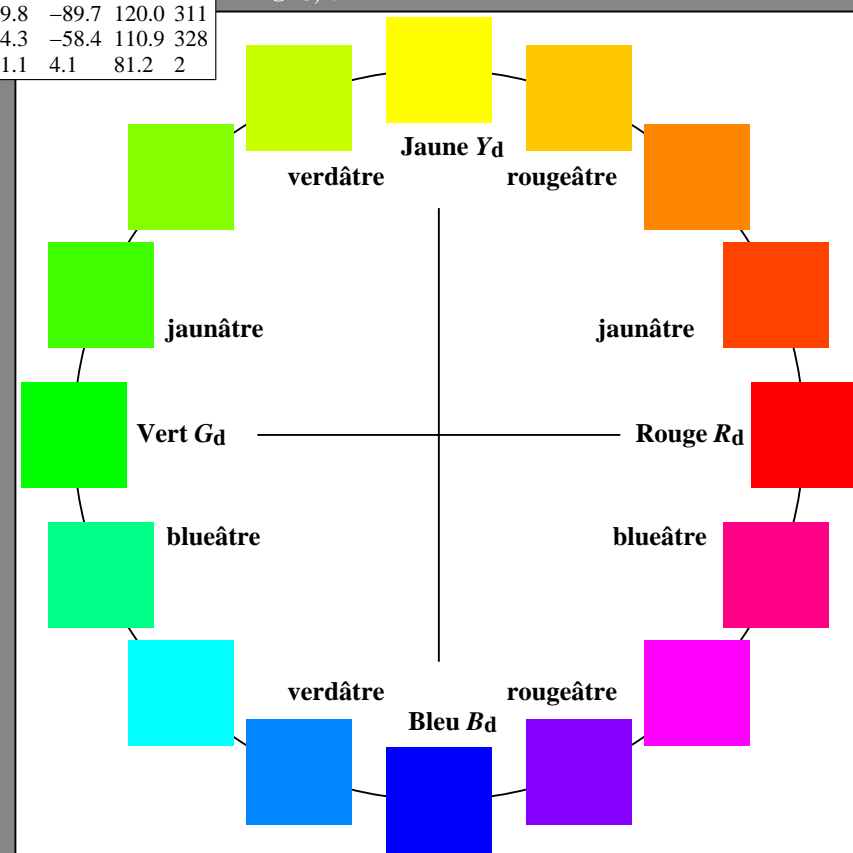 9.8 −89.7 120.0 311
4.3 −58.4 110.9 328
1.1 4.1 81.2 2
Jaune Yd
verdâtre rougeâtre
jaunâtre jaunâtre
Vert Gd Rouge Rd
blueâtre blueâtre
verdâtre rougeâtre
Bleu Bd